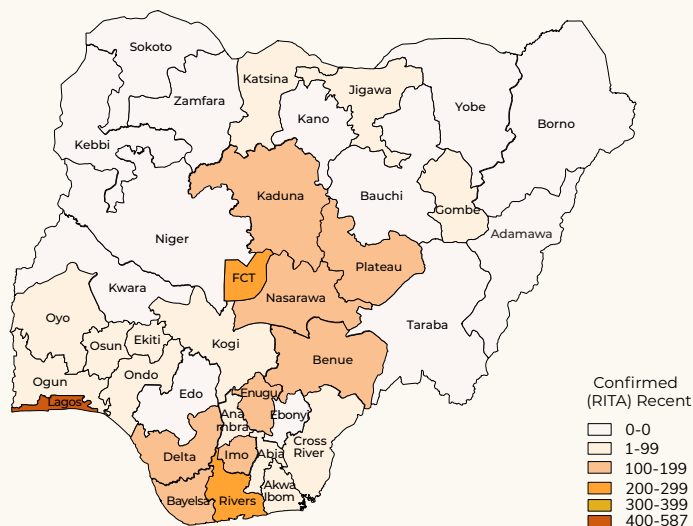 Sokoto
Katsina
Jigawa
Zamfara
Yobe
Kano
Borno
Kebbi
Kaduna
Bauchi
Gombe
Adamawa
Niger
Plateau
FCT
Kwara
Nasarawa
Oyo
Taraba
Kogi
Ekiti
Osun
Benue
Ondo
Ogun
Edo
Enugu
Lagos
Ana
mbra
Ebonyi
Cross
River
Delta
Imo
Abia
Akwa
Ibom
Bayelsa
Rivers
Confirmed
(RITA) Recent
0-0
1-99
100-199
200-299
300-399
400-587